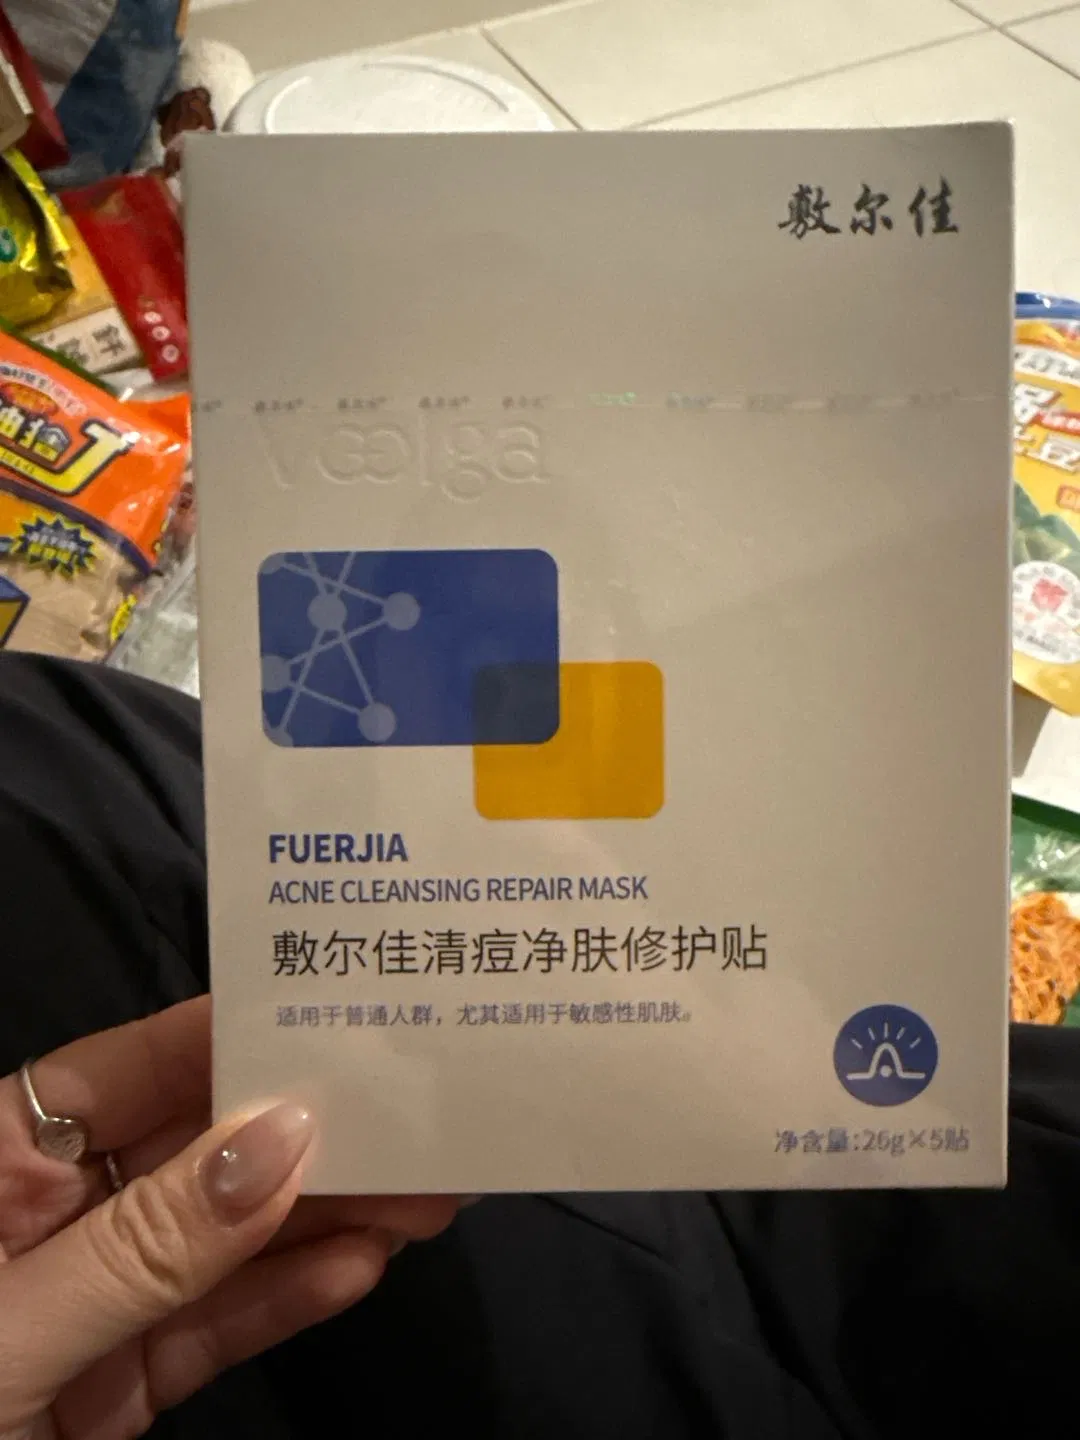 敷尔佳
Voolga
FUERJIA
ACNE CLEANSING REPAIR MASK
敷尔佳清痘净肤修护贴
适用于普通人群，尤其适用于敏感性肌肤。
净含量:26g×5贴